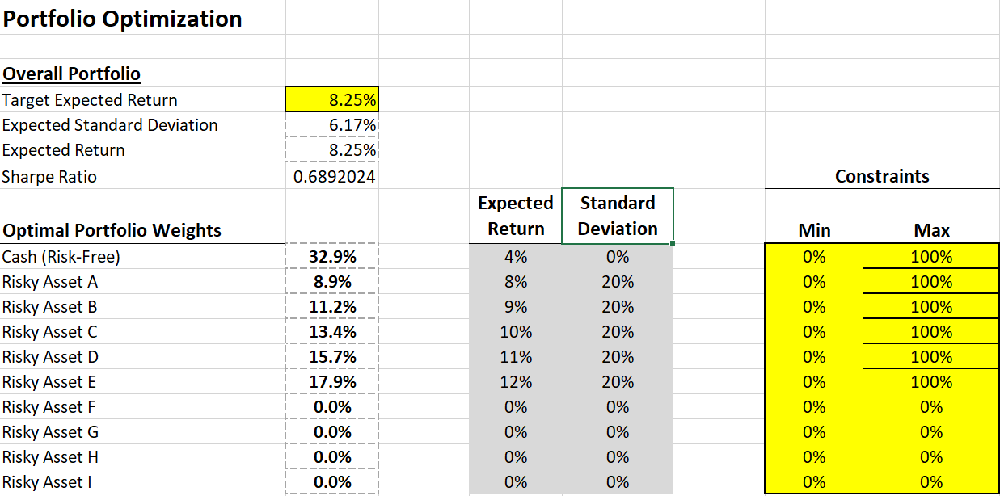 Portfolio Optimization
Overall Portfolio
Target Expected Return 8.25%
Expected Standard Deviation 6.17%
Expected Return 8.25%
Sharpe Ratio 0.6892024 Constraints
Expected Standard
Optimal Portfolio Weights Return Deviation Min Max
Cash (Risk-Free) 32.9% 4% 0% 0% 100%
Risky Asset A 8.9% 8% 20% 0% 100%
Risky Asset B 11.2% 9% 20% 0% 100%
Risky Asset C 13.4% 10% 20% 0% 100%
Risky Asset D 15.7% 11% 20% 0% 100%
Risky Asset E 17.9% 12% 20% 0% 100%
Risky Asset F 0.0% 0% 0% 0% 0%
Risky Asset G 0.0% 0% 0% 0% 0%
Risky Asset H 0.0% 0% 0% 0% 0%
Risky Asset I 0.0% 0% 0% 0% 0%